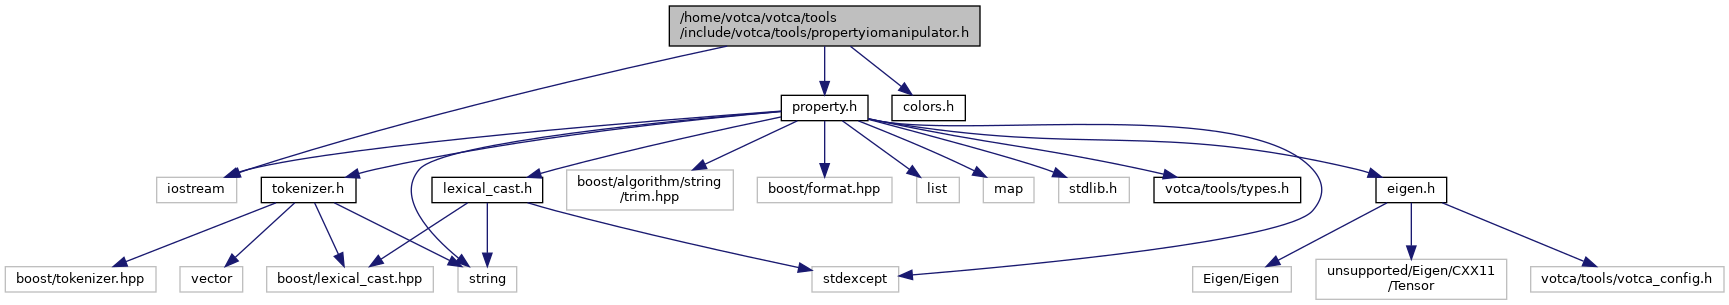 /home/votca/votca/tools
/include/votca/tools/propertyiomanipulator.h
property.h
colors.h
iostream
tokenizer.h
lexical_cast.h
boost/algorithm/string
/trim.hpp
boost/format.hpp
list
map
stdlib.h
votca/tools/types.h
eigen.h
boost/tokenizer.hpp
vector
boost/lexical_cast.hpp
string
stdexcept
Eigen/Eigen
unsupported/Eigen/CXX11
/Tensor
votca/tools/votca_config.h